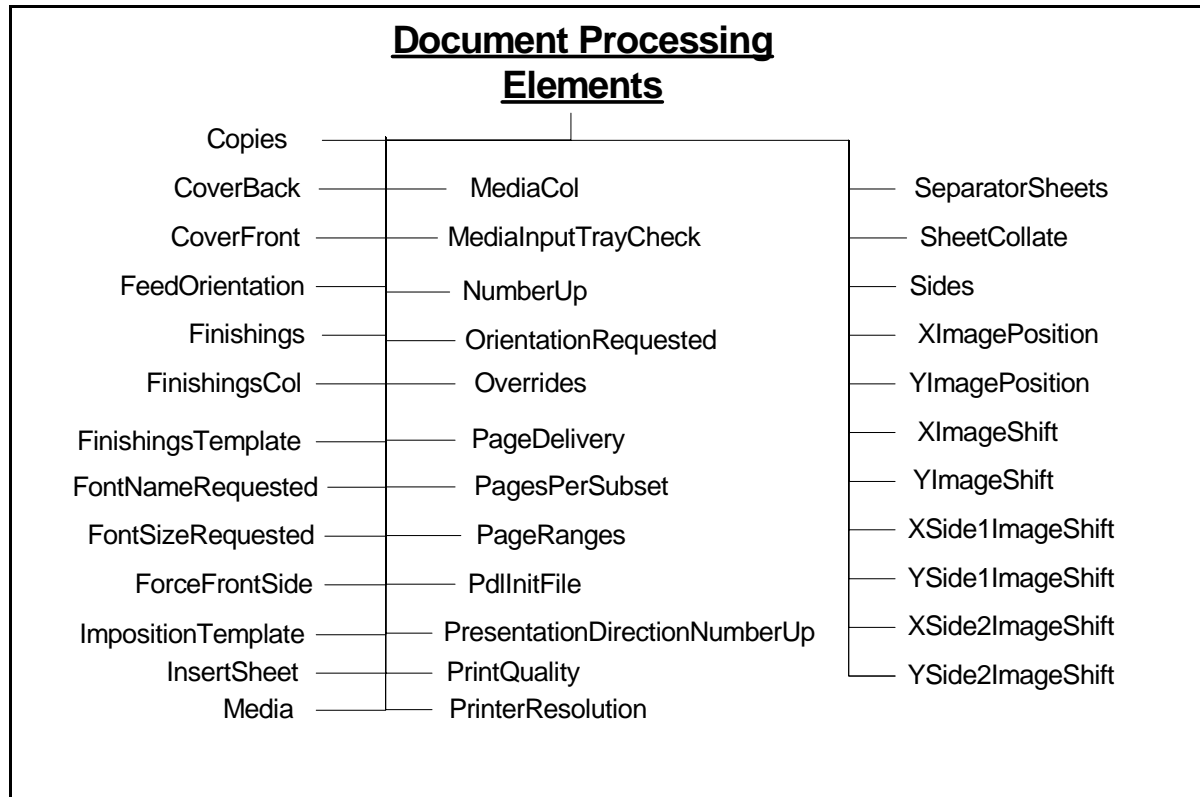 Document Processing
Elements
Copies
CoverBack
CoverFront
FeedOrientation
Finishings
FinishingsCol
FinishingsTemplate
FontNameRequested
FontSizeRequested
ForceFrontSide
ImpositionTemplate
InsertSheet
Media
MediaCol
MediaInputTrayCheck
NumberUp
OrientationRequested
Overrides
PageDelivery
PagesPerSubset
PageRanges
PdlInitFile
PresentationDirectionNumberUp
PrintQuality
PrinterResolution
SeparatorSheets
SheetCollate
Sides
XImagePosition
YImagePosition
XImageShift
YImageShift
XSide1ImageShift
YSide1ImageShift
XSide2ImageShift
YSide2ImageShift